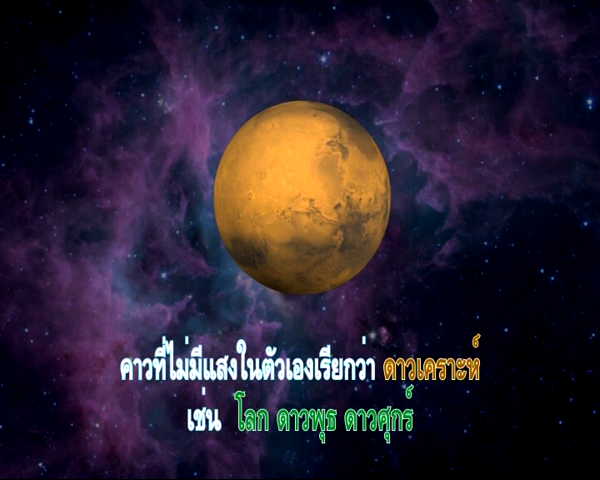 คาวที่ไม่มีแสงในตัวเองเรียกว่า ดาวเคราะห์
เช่น โลก ดาวพุธ ดาวศุกร์